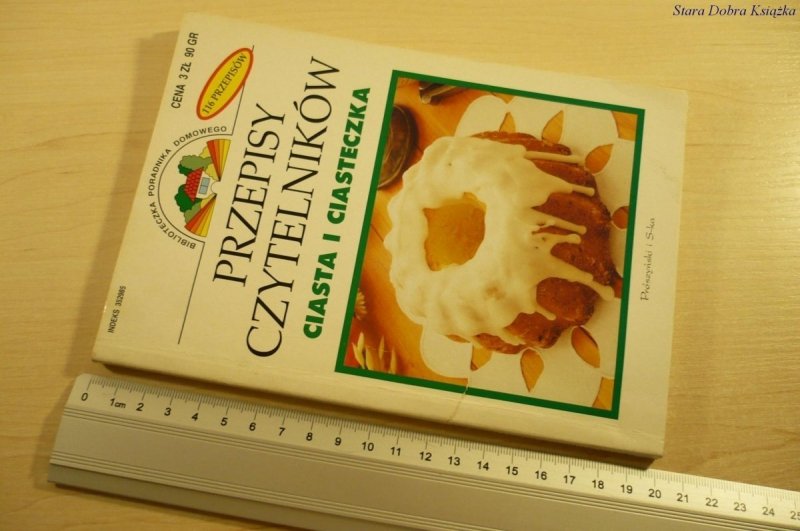 Stara Dobra Książka
CENA 3 ZŁ 90 GR
116 PRZEPISÓW
BIBLIOTECZKA PORADNIKA DOMOWEGO
PRZEPISY
CZYTELNIKÓW
CIASTA I CIASTECZKA
INDEKS 352985
Prószyński i S-ka
0 1cm 2 3 4 5 6 7 8 9 10 11 12 13 14 15 16 17 18 19 20 21 22 23 24 25